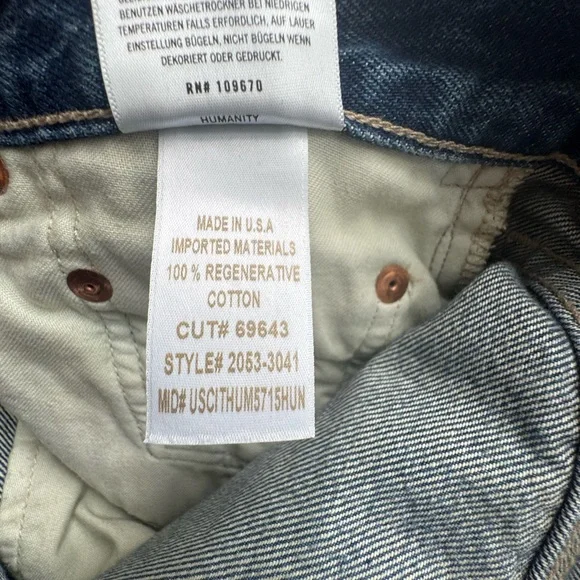 BENUTZEN WÄSCHETROCKNER BEI NIEDRIGEN
TEMPERATUREN FALLS ERFORDLICH, AUF LAUER
EINSTELLUNG BÜGELN, NICHT BÜGELN WENN
DEKORIERT ODER GEDRUCKT.
RN# 109670
HUMANITY
MADE IN U.S.A
IMPORTED MATERIALS
100 % REGENERATIVE
COTTON
CUT# 69643
STYLE# 2053-3041
MID# USCITHUM5715HUN